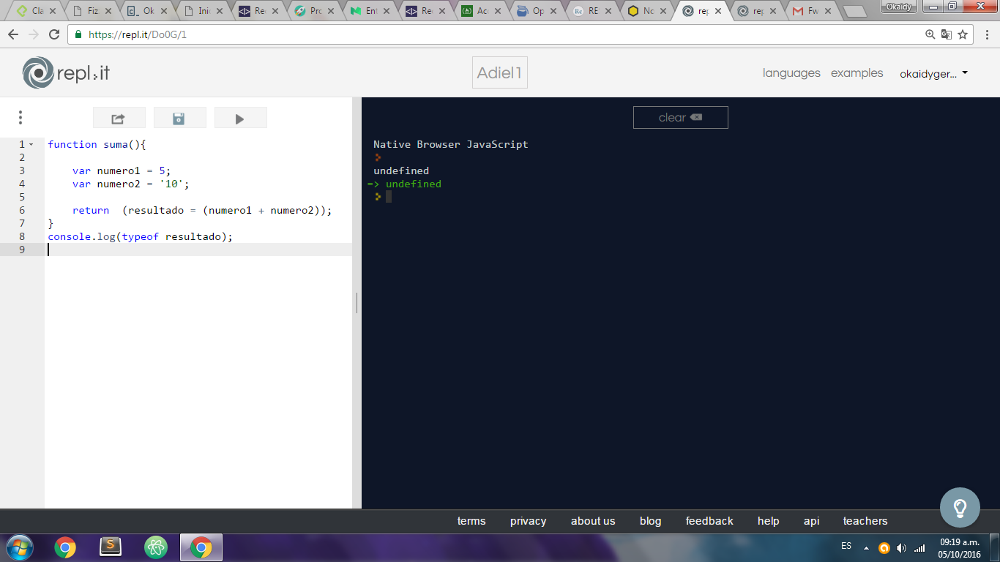 Cla
Fiz
Ok
Inic
Re
Pro
Ent
Re
Ac
Op
RE
No
rep
rep
Fw
Okaidy
https://repl.it/Do0G/1
repl.it
Adiel1
languages
examples
okaidyger...
clear
1 function suma(){
2
3 var numero1 = 5;
4 var numero2 = '10';
5
6 return (resultado = (numero1 + numero2));
7 }
8 console.log(typeof resultado);
9
Native Browser JavaScript
undefined
=> undefined
terms privacy about us blog feedback help api teachers
ES
09:19 a.m.
05/10/2016